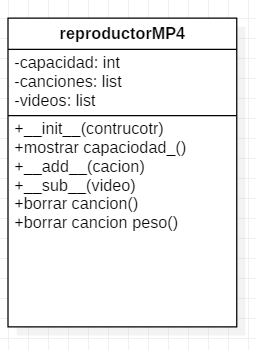 reproductorMP4
-capacidad: int
-canciones: list
-videos: list
+__init__(contrucotr)
+mostrar capaciodad_()
+__add__(cacion)
+__sub__(video)
+borrar cancion()
+borrar cancion peso()